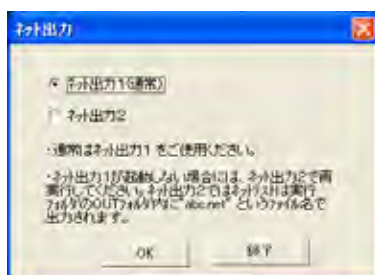 ネット出力
ネット出力1(通常)
ネット出力2
・通常はネット出力1 をご使用ください。
・ネット出力1が起動しない場合には、ネット出力2で再
実行してください。ネット出力2ではネットリストは実行
フォルダのOUTフォルダ内に"abc.net" というファイル名で
出力されます。
OK
終了